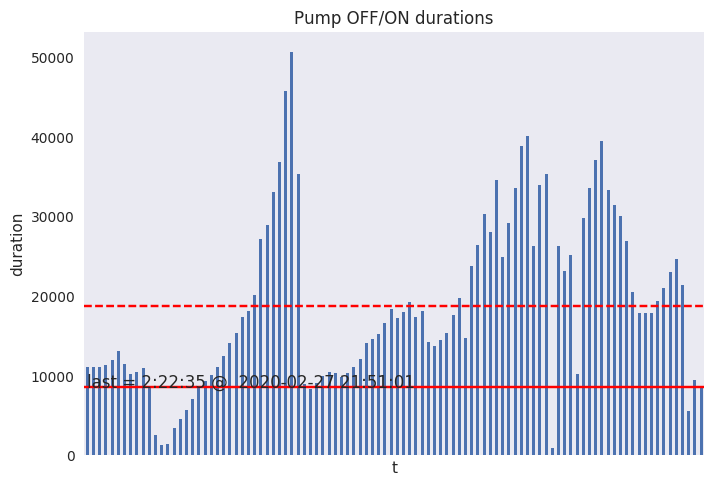 Pump OFF/ON durations
50000
40000
30000
20000
10000
0
duration
last = 2:22:35 @  2020-02-27 21:51:01
t